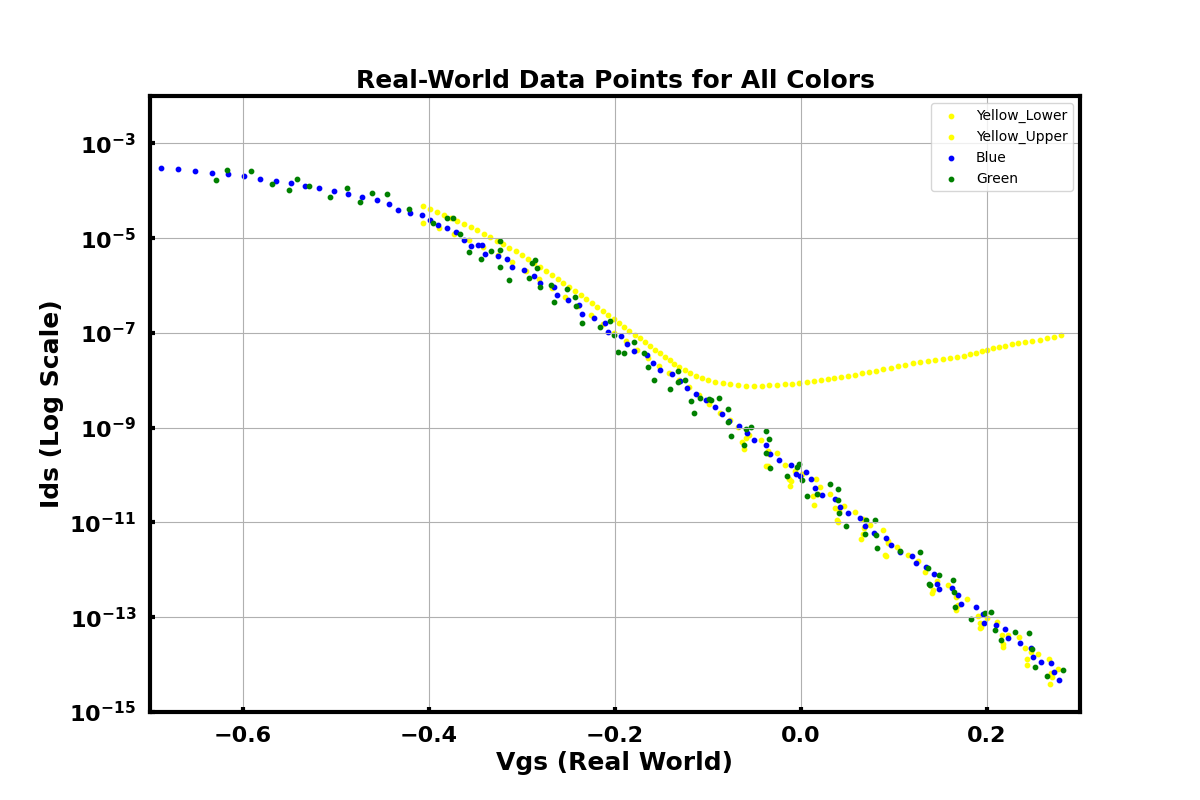 Real-World Data Points for All Colors
Yellow_Lower
Yellow_Upper
Blue
Green
Ids (Log Scale)
10⁻³
10⁻⁵
10⁻⁷
10⁻⁹
10⁻¹¹
10⁻¹³
10⁻¹⁵
−0.6 −0.4 −0.2 0.0 0.2
Vgs (Real World)